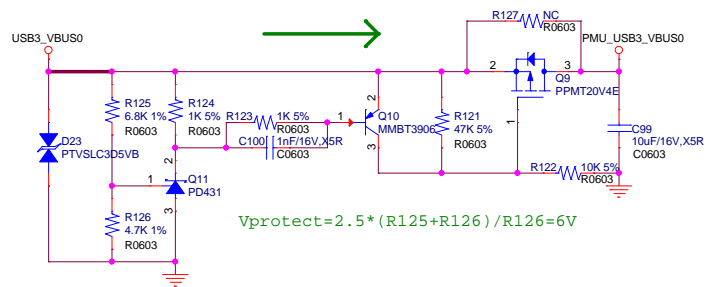 R127
NC
R0603
USB3_VBUS0
PMU_USB3_VBUS0
2
3
Q9
PPMT20V4E
1
R125
6.8K 1%
R0603
R124
1K 5%
R0603
R123
1K 5%
R0603
C100
1nF/16V,X5R
C0603
1
2
3
Q10
MMBT3906
R121
47K 5%
R0603
C99
10uF/16V,X5R
C0603
D23
PTVSLC3D5VB
2
1
3
Q11
PD431
R122
10K 5%
R0603
R126
4.7K 1%
R0603
Vprotect=2.5*(R125+R126)/R126=6V